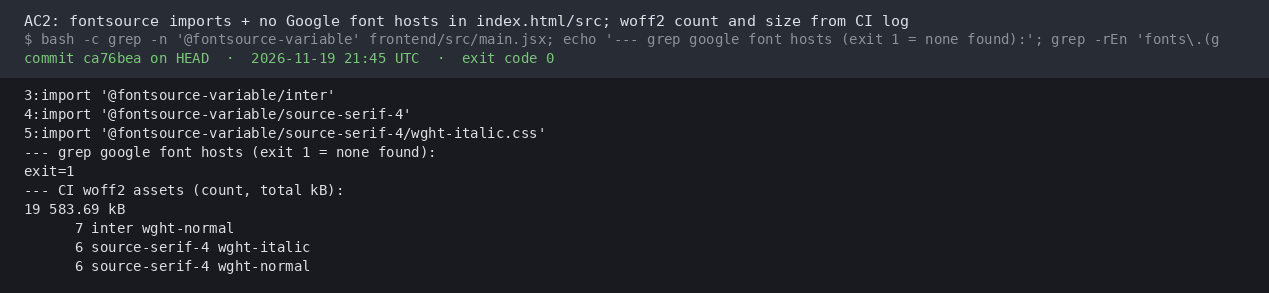 AC2: fontsource imports + no Google font hosts in index.html/src; woff2 count and size from CI log
$ bash -c grep -n '@fontsource-variable' frontend/src/main.jsx; echo '--- grep google font hosts (exit 1 = none found):'; grep -rEn 'fonts\.(g
commit ca76bea on HEAD · 2026-11-19 21:45 UTC · exit code 0
3:import '@fontsource-variable/inter'
4:import '@fontsource-variable/source-serif-4'
5:import '@fontsource-variable/source-serif-4/wght-italic.css'
--- grep google font hosts (exit 1 = none found):
exit=1
--- CI woff2 assets (count, total kB):
19 583.69 kB
7 inter wght-normal
6 source-serif-4 wght-italic
6 source-serif-4 wght-normal